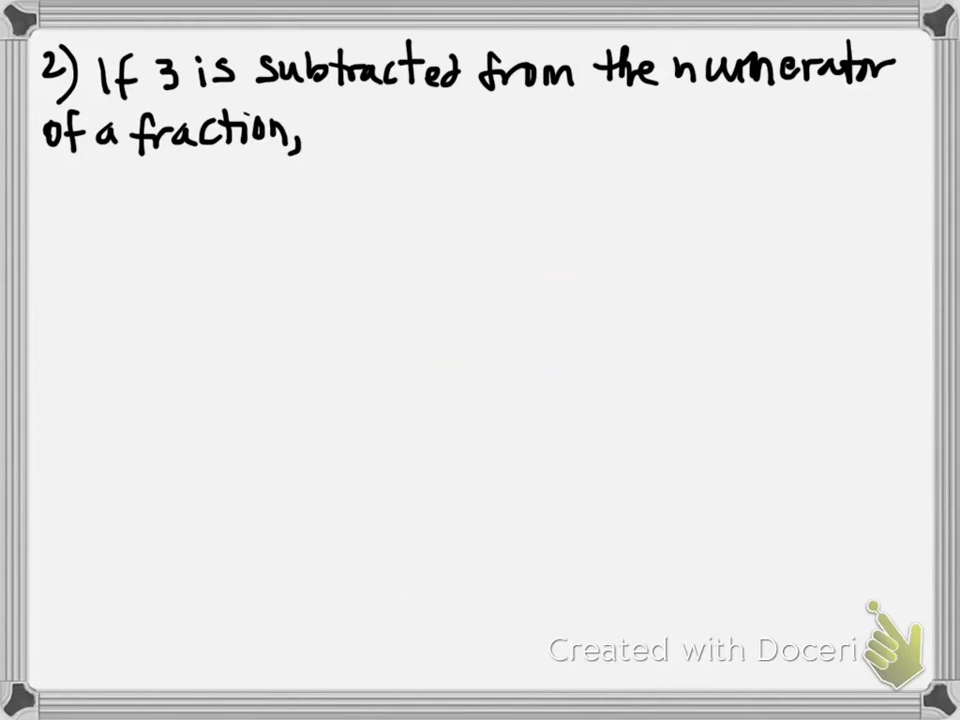 2) If 3 is subtracted from the numerator
of a fraction,
Created with Doceri